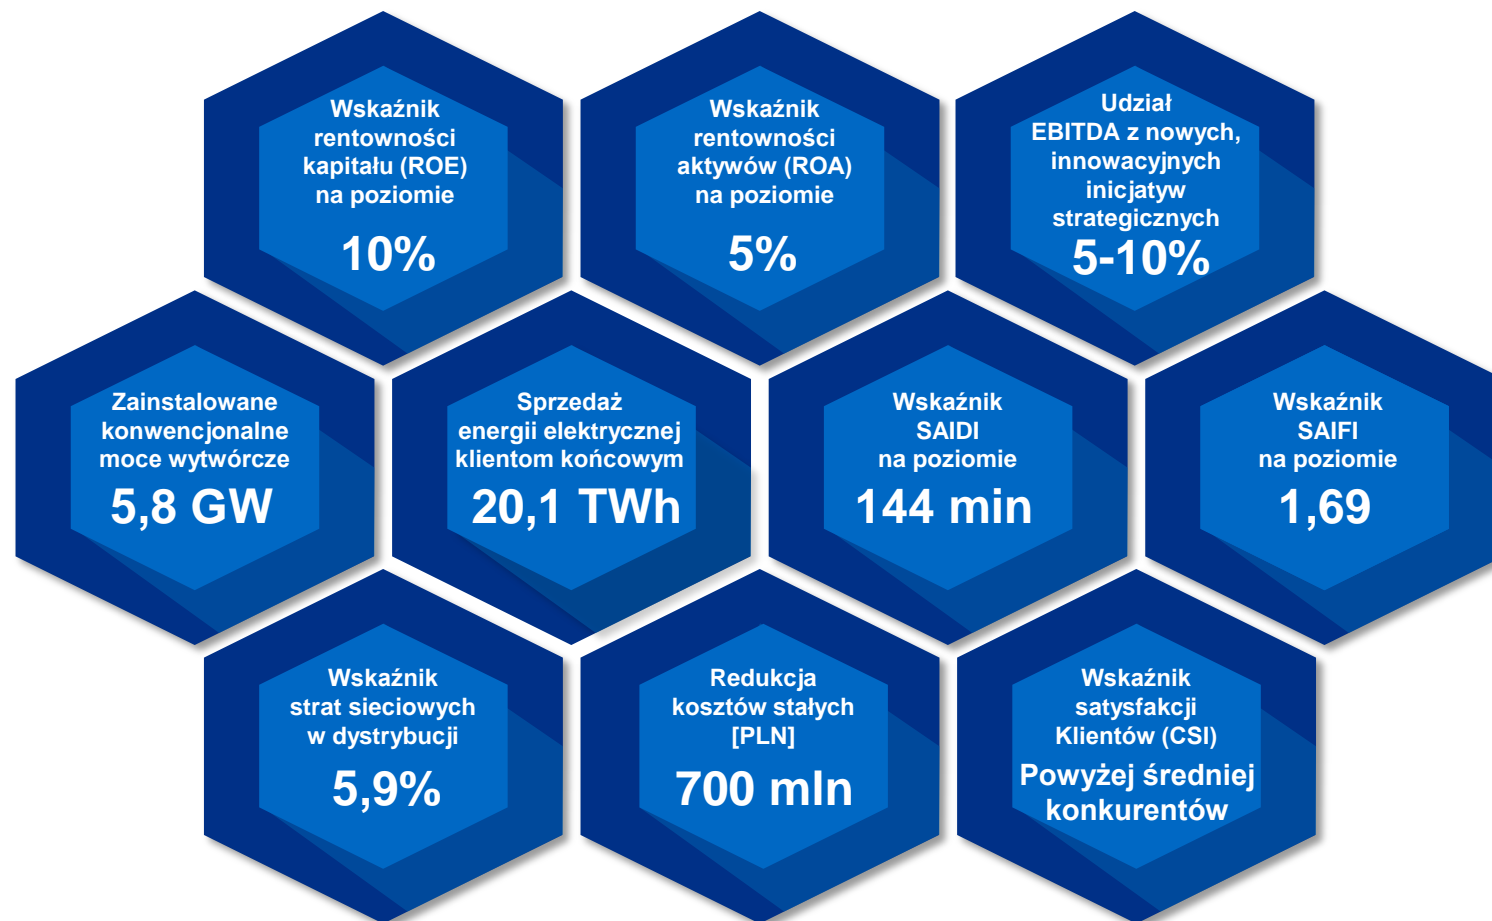 Wskaźnik
rentowności
kapitału (ROE)
na poziomie
10%
Wskaźnik
rentowności
aktywów (ROA)
na poziomie
5%
Udział
EBITDA z nowych,
innowacyjnych
inicjatyw
strategicznych
5-10%
Zainstalowane
konwencjonalne
moce wytwórcze
5,8 GW
Sprzedaż
energii elektrycznej
klientom końcowym
20,1 TWh
Wskaźnik
SAIDI
na poziomie
144 min
Wskaźnik
SAIFI
na poziomie
1,69
Wskaźnik
strat sieciowych
w dystrybucji
5,9%
Redukcja
kosztów stałych
[PLN]
700 mln
Wskaźnik
satysfakcji
Klientów (CSI)
Powyżej średniej
konkurentów